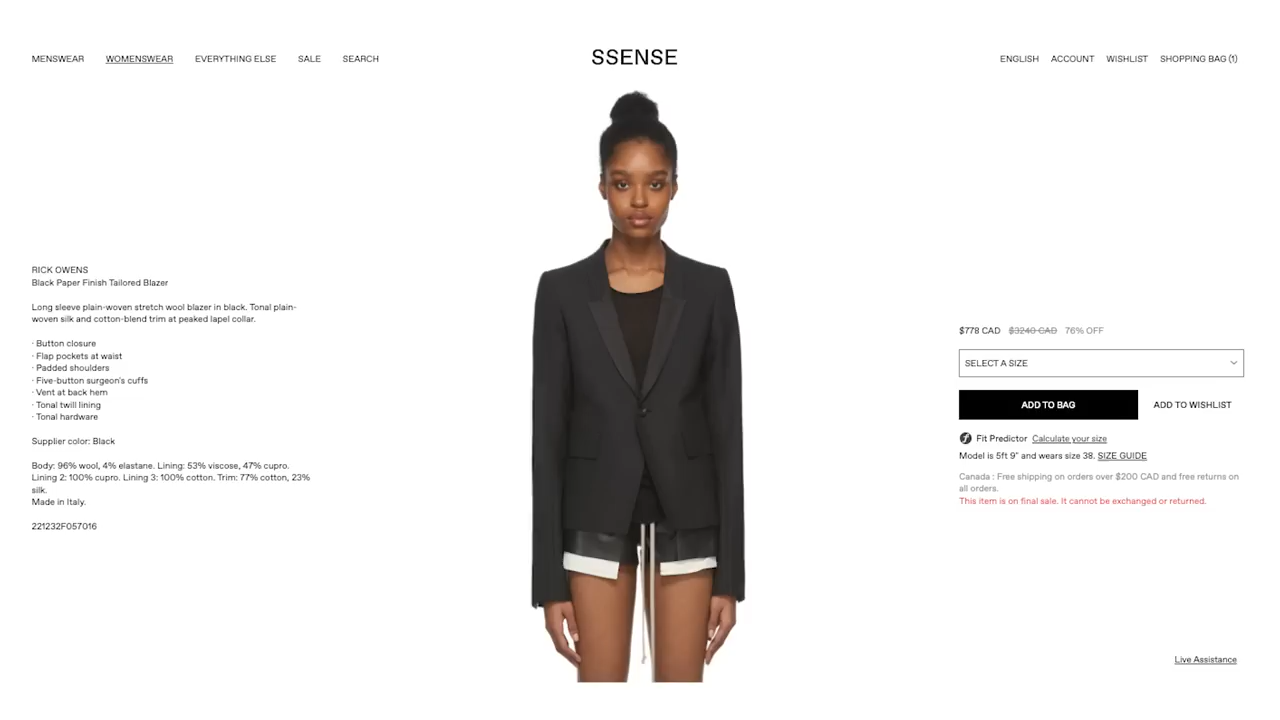 MENSWEAR WOMENSWEAR EVERYTHING ELSE SALE SEARCH SSENSE ENGLISH ACCOUNT WISHLIST SHOPPING BAG (1)
RICK OWENS
Black Paper Finish Tailored Blazer
Long sleeve plain-woven stretch wool blazer in black. Tonal plain-
woven silk and cotton-blend trim at peaked lapel collar.
· Button closure
· Flap pockets at waist
· Padded shoulders
· Five-button surgeon's cuffs
· Vent at back hem
· Tonal twill lining
· Tonal hardware
Supplier color: Black
Body: 96% wool, 4% elastane. Lining: 53% viscose, 47% cupro.
Lining 2: 100% cupro. Lining 3: 100% cotton. Trim: 77% cotton, 23%
silk.
Made in Italy.
221232F057016
$778 CAD $3240 CAD 76% OFF
SELECT A SIZE
ADD TO BAG ADD TO WISHLIST
Fit Predictor Calculate your size
Model is 5ft 9" and wears size 38. SIZE GUIDE
Canada : Free shipping on orders over $200 CAD and free returns on
all orders.
This item is on final sale. It cannot be exchanged or returned.
Live Assistance